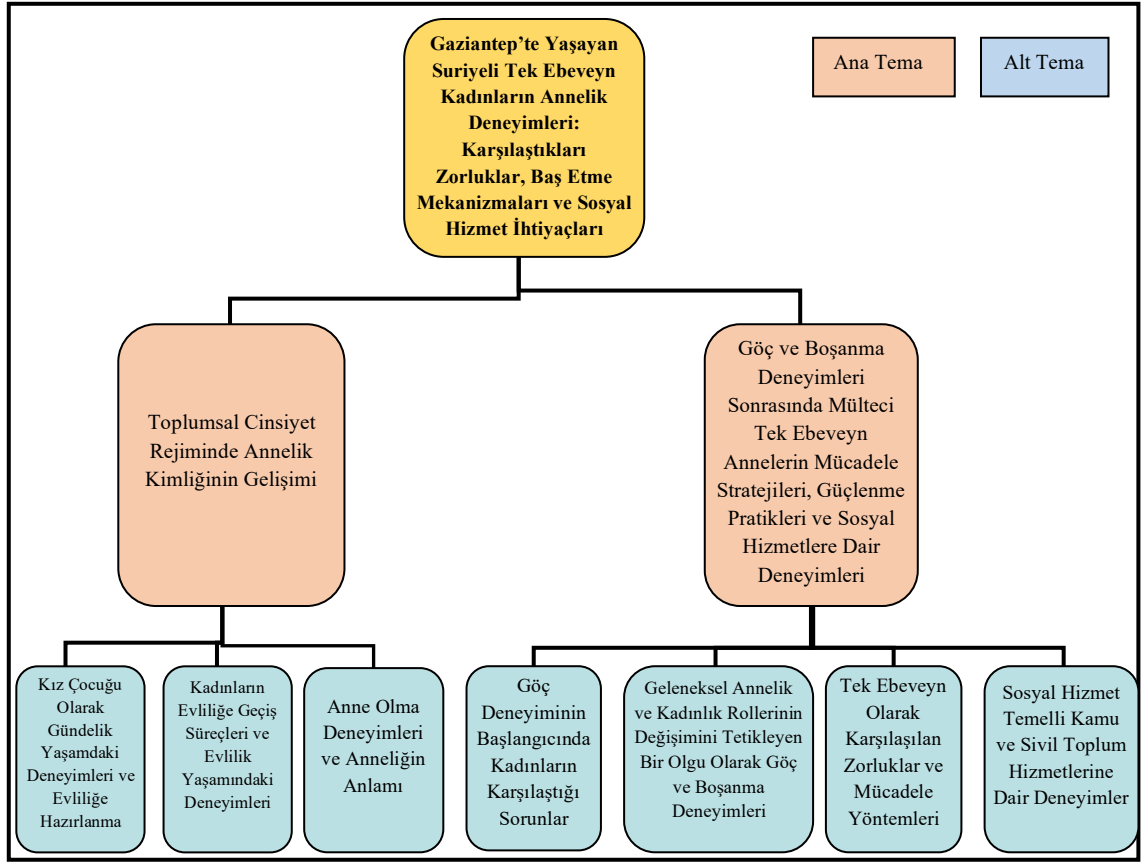 Gaziantep’te Yaşayan
Suriyeli Tek Ebeveyn
Kadınların Annelik
Deneyimleri:
Karşılaştıkları
Zorluklar, Baş Etme
Mekanizmaları ve Sosyal
Hizmet İhtiyaçları
Ana Tema
Alt Tema
Toplumsal Cinsiyet
Rejiminde Annelik
Kimliğinin Gelişimi
Göç ve Boşanma
Deneyimleri
Sonrasında Mülteci
Tek Ebeveyn
Annelerin Mücadele
Stratejileri, Güçlenme
Pratikleri ve Sosyal
Hizmetlere Dair
Deneyimleri
Kız Çocuğu
Olarak
Gündelik
Yaşamdaki
Deneyimleri ve
Evliliğe
Hazırlanma
Kadınların
Evliliğe Geçiş
Süreçleri ve
Evlilik
Yaşamındaki
Deneyimleri
Anne Olma
Deneyimleri
ve Anneliğin
Anlamı
Göç
Deneyiminin
Başlangıcında
Kadınların
Karşılaştığı
Sorunlar
Geleneksel Annelik
ve Kadınlık Rollerinin
Değişimini Tetikleyen
Bir Olgu Olarak Göç
ve Boşanma
Deneyimleri
Tek Ebeveyn
Olarak
Karşılaşılan
Zorluklar ve
Mücadele
Yöntemleri
Sosyal Hizmet
Temelli Kamu
ve Sivil Toplum
Hizmetlerine
Dair Deneyimler